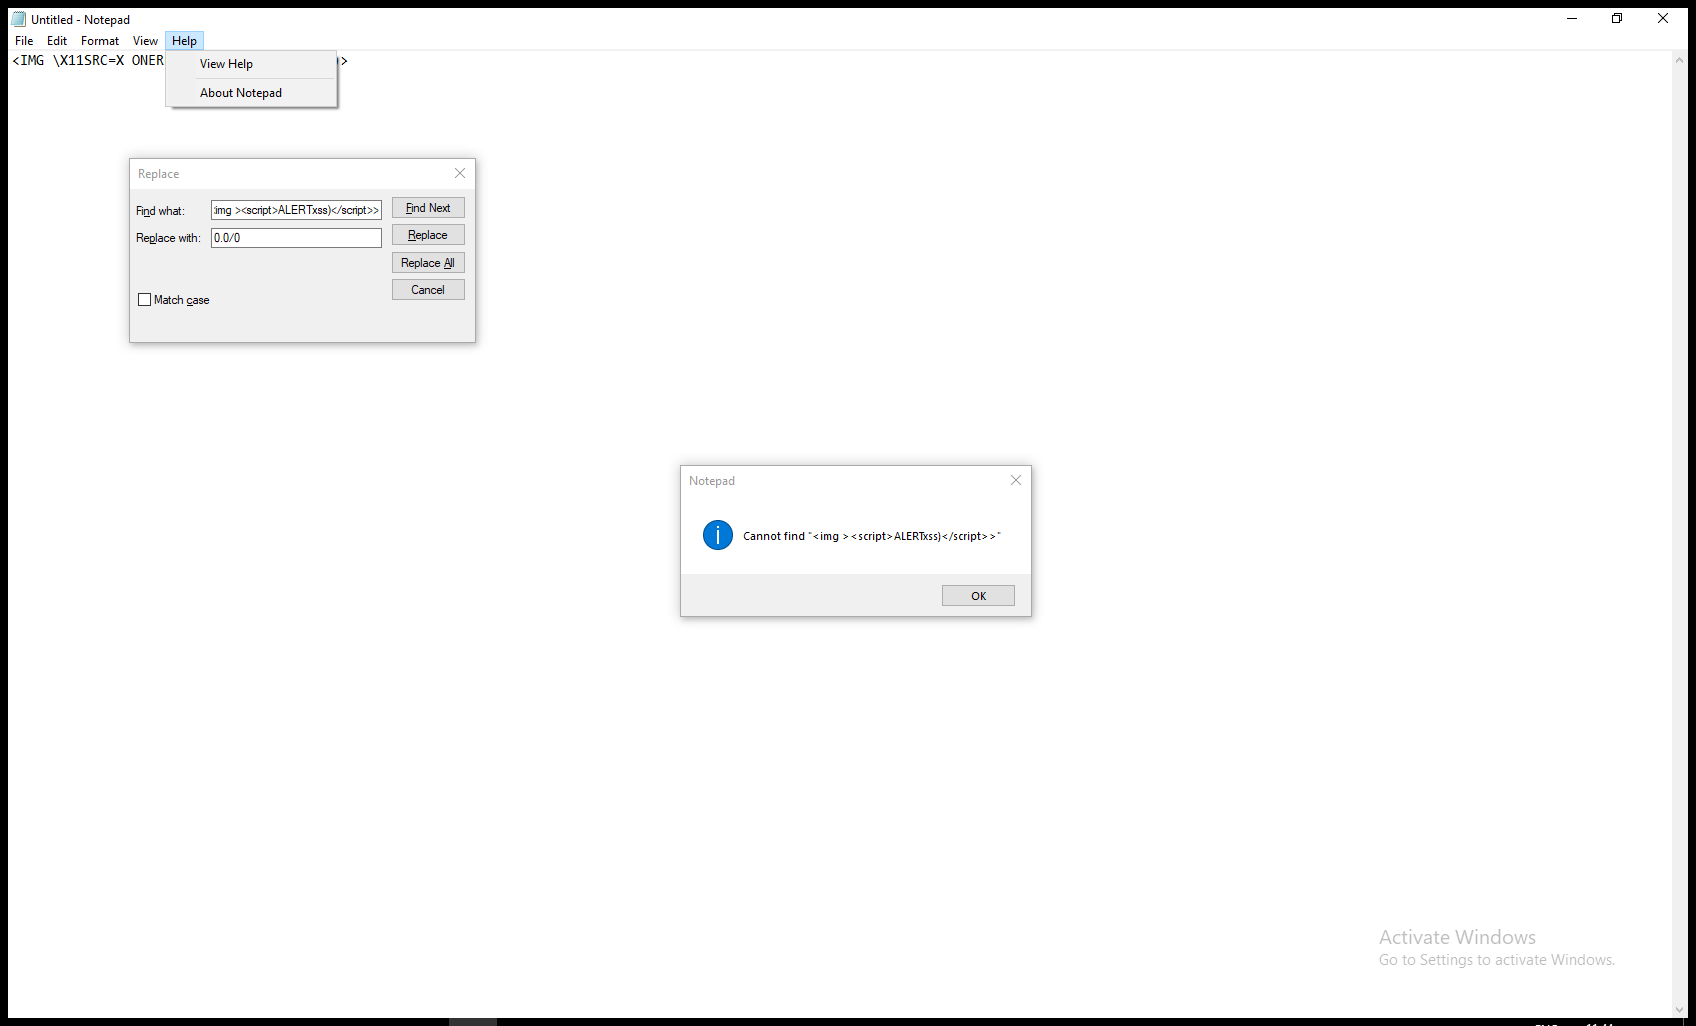 Untitled - Notepad
File Edit Format View Help
<IMG \X11SRC=X ONER >
View Help
About Notepad
Replace
Find what: img ><script>ALERTxss)</script>> Find Next
Replace with: 0.0/0 Replace
Replace All
Cancel
Match case
Notepad
Cannot find "<img ><script>ALERTxss)</script>>"
OK
Activate Windows
Go to Settings to activate Windows.